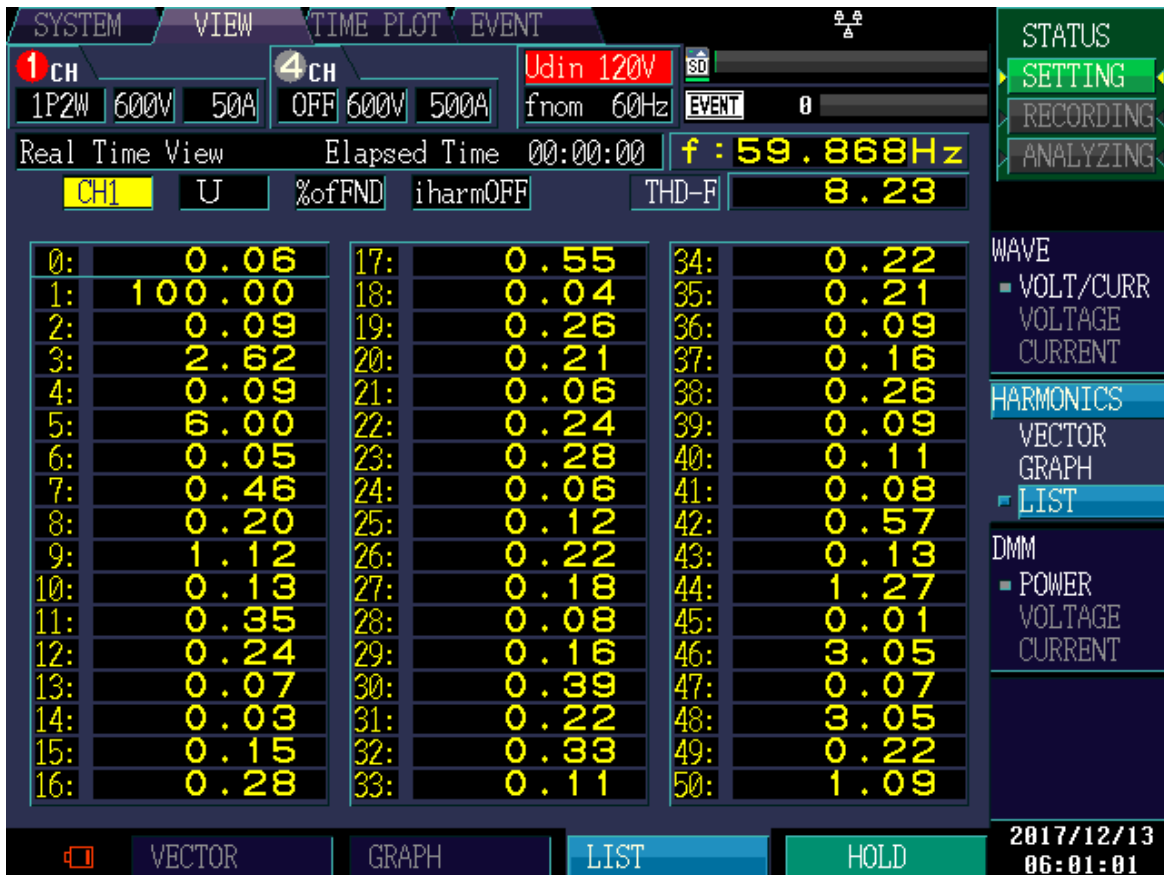 SYSTEM VIEW TIME PLOT EVENT
STATUS
1 CH 4 CH Udin 120V SD
SETTING
1P2W 600V 50A OFF 600V 500A fnom 60Hz EVENT 0
RECORDING
Real Time View Elapsed Time 00:00:00 f:59.868Hz
ANALYZING
CH1 U %ofFND iharmOFF THD-F 8.23
0: 0.06 17: 0.55 34: 0.22
1: 100.00 18: 0.04 35: 0.21
2: 0.09 19: 0.26 36: 0.09
3: 2.62 20: 0.21 37: 0.16
4: 0.09 21: 0.06 38: 0.26
5: 6.00 22: 0.24 39: 0.09
6: 0.05 23: 0.28 40: 0.11
7: 0.46 24: 0.06 41: 0.08
8: 0.20 25: 0.12 42: 0.57
9: 1.12 26: 0.22 43: 0.13
10: 0.13 27: 0.18 44: 1.27
11: 0.35 28: 0.08 45: 0.01
12: 0.24 29: 0.16 46: 3.05
13: 0.07 30: 0.39 47: 0.07
14: 0.03 31: 0.22 48: 3.05
15: 0.15 32: 0.33 49: 0.22
16: 0.28 33: 0.11 50: 1.09
WAVE
VOLT/CURR
VOLTAGE
CURRENT
HARMONICS
VECTOR
GRAPH
LIST
DMM
POWER
VOLTAGE
CURRENT
VECTOR GRAPH LIST HOLD
2017/12/13
06:01:01